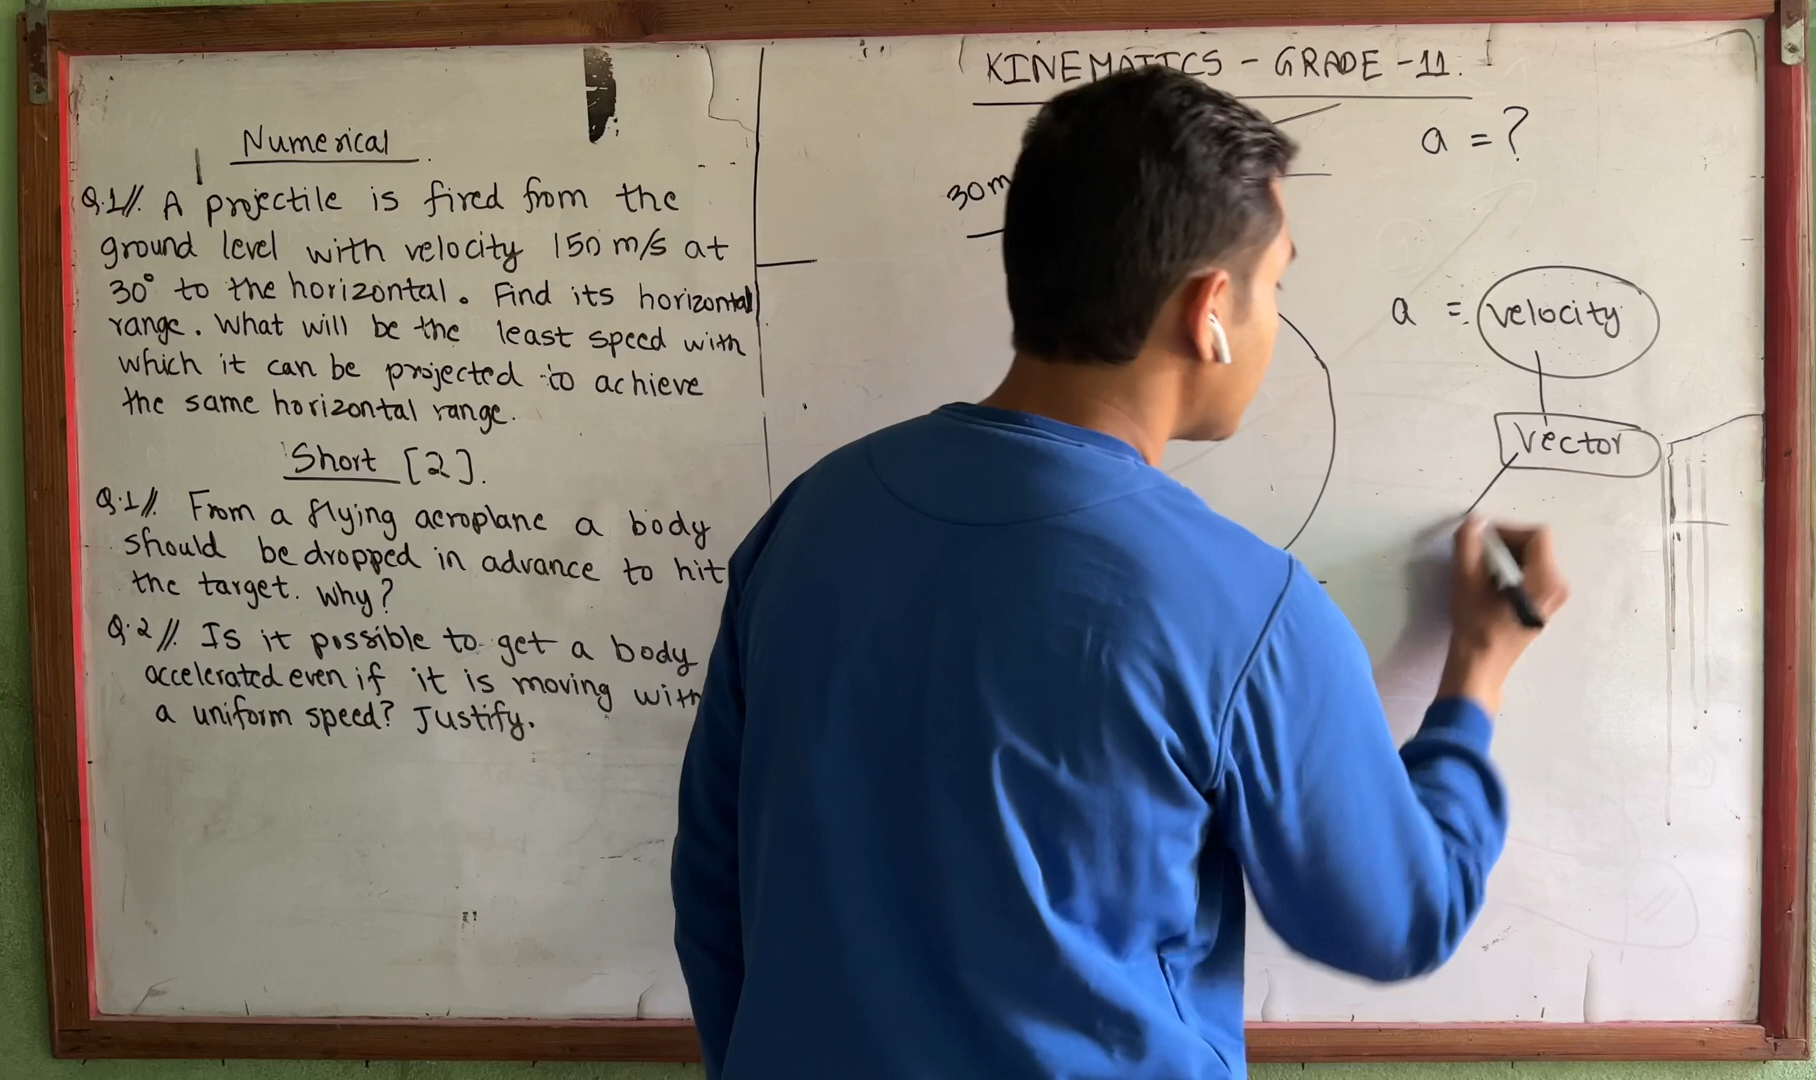 Numerical
Q.1//. A projectile is fired from the
ground level with velocity 150 m/s at
30° to the horizontal. Find its horizontal
range. What will be the least speed with
which it can be projected to achieve
the same horizontal range.
Short [2].
Q.1//. From a flying aeroplane a body
should be dropped in advance to hit
the target. Why?
Q.2//. Is it possible to get a body
accelerated even if it is moving with
a uniform speed? Justify.
KINEMATICS - GRADE - 11.
a = ?
30m
a = velocity
Vector